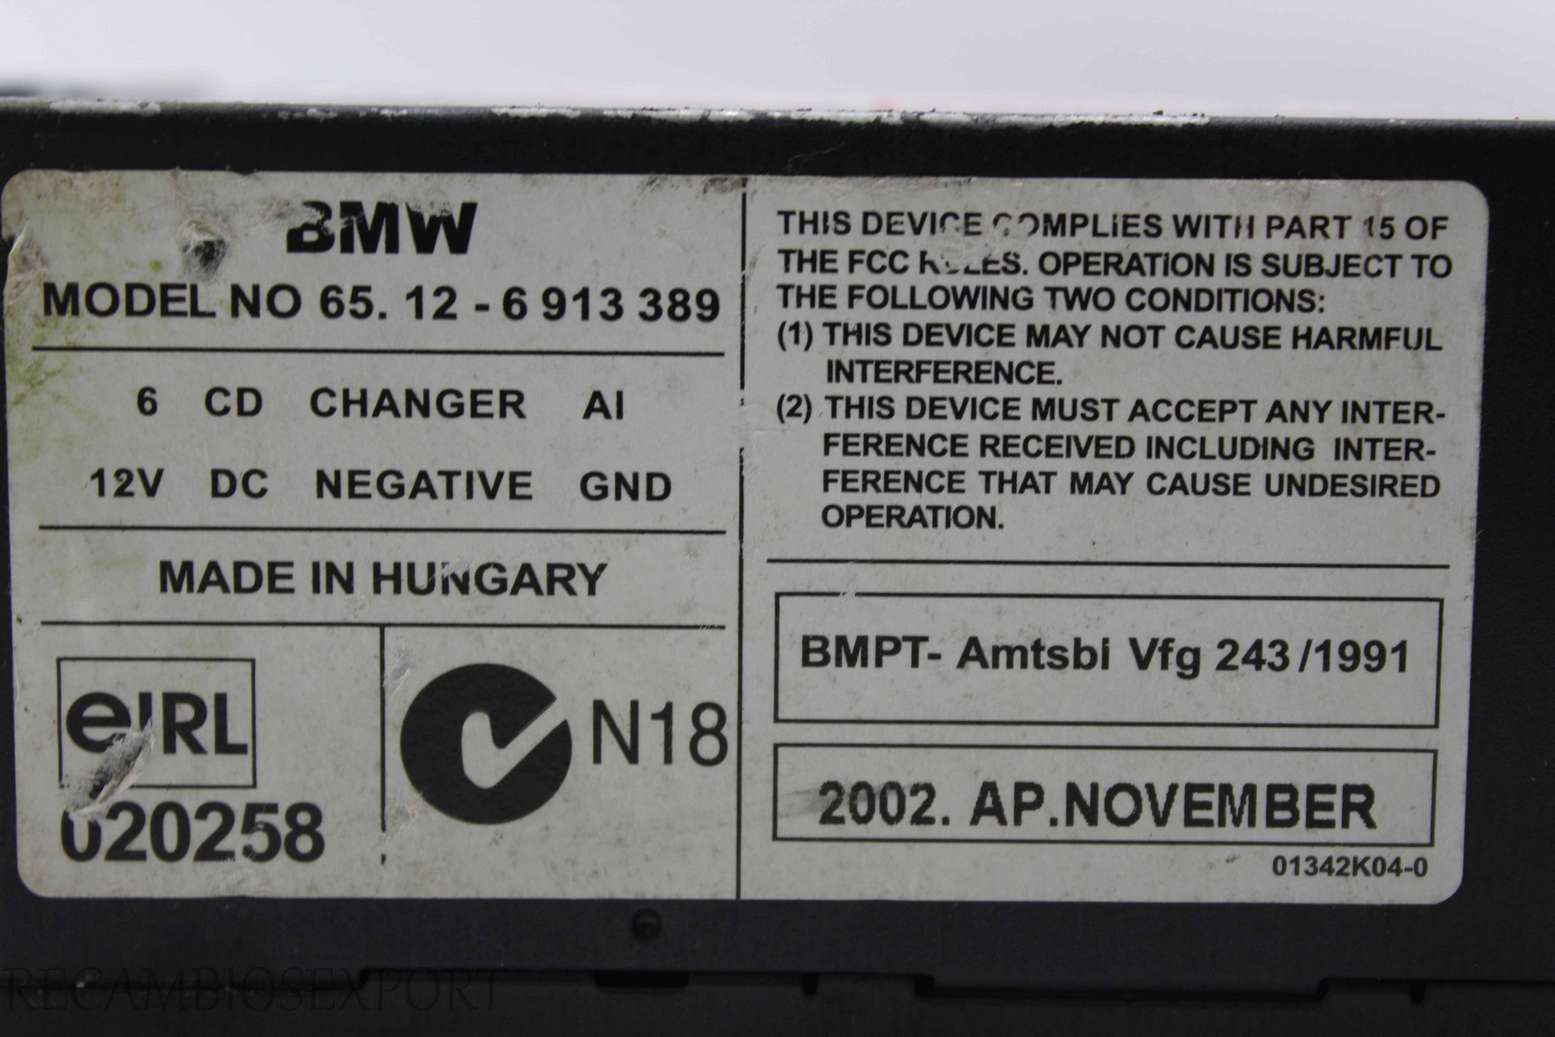 BMW
MODEL NO 65. 12 - 6 913 389
6 CD CHANGER AI
12V DC NEGATIVE GND
MADE IN HUNGARY
eIRL
020258
N18
THIS DEVICE COMPLIES WITH PART 15 OF
THE FCC RULES. OPERATION IS SUBJECT TO
THE FOLLOWING TWO CONDITIONS:
(1) THIS DEVICE MAY NOT CAUSE HARMFUL
INTERFERENCE.
(2) THIS DEVICE MUST ACCEPT ANY INTER-
FERENCE RECEIVED INCLUDING INTER-
FERENCE THAT MAY CAUSE UNDESIRED
OPERATION.
BMPT- Amtsbl Vfg 243 /1991
2002. AP.NOVEMBER
01342K04-0
RECAMBIOSEXPORT